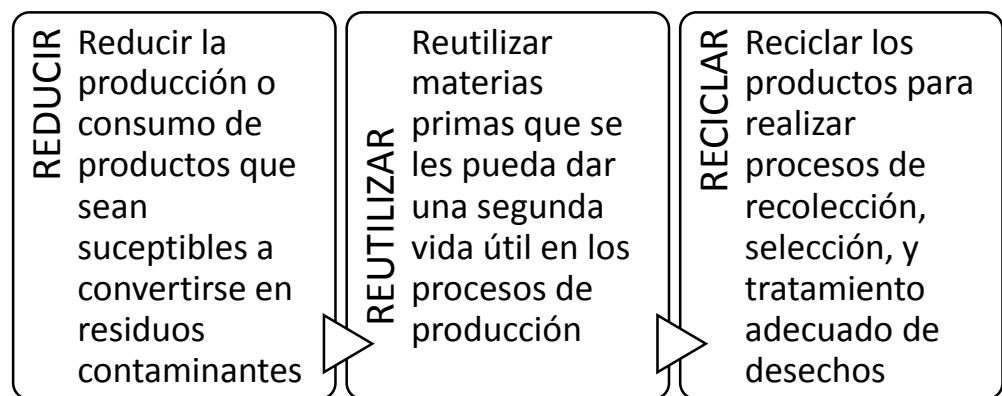 REDUCIR
Reducir la
producción o
consumo de
productos que
sean
suceptibles a
convertirse en
residuos
contaminantes
REUTILIZAR
Reutilizar
materias
primas que se
les pueda dar
una segunda
vida útil en los
procesos de
producción
RECICLAR
Reciclar los
productos para
realizar
procesos de
recolección,
selección, y
tratamiento
adecuado de
desechos